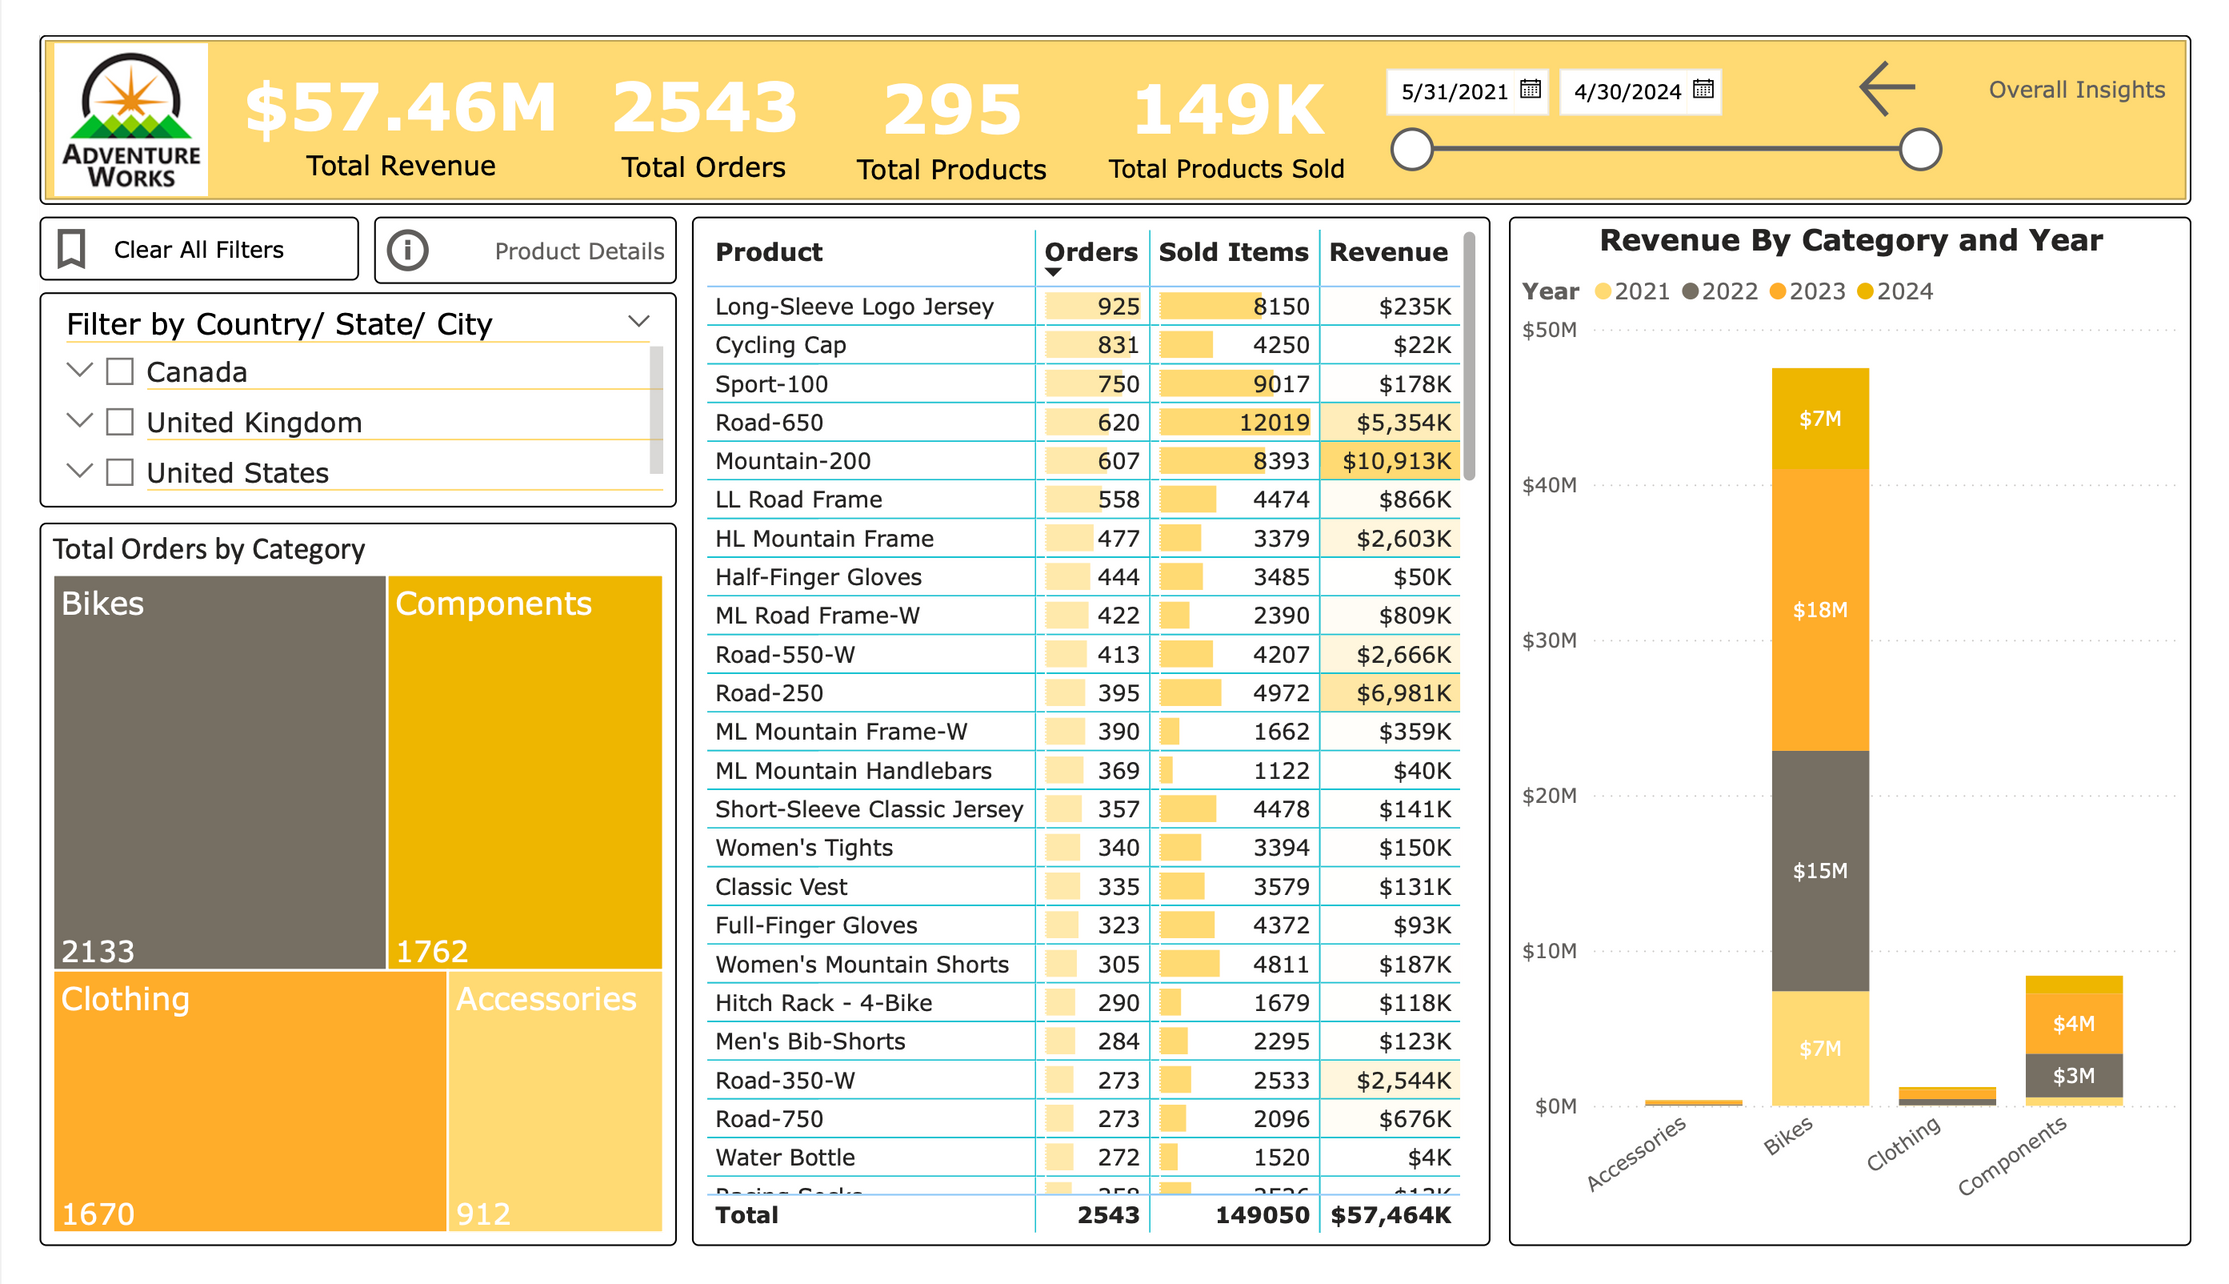 ADVENTURE
WORKS
$57.46M
Total Revenue
2543
Total Orders
295
Total Products
149K
Total Products Sold
5/31/2021
4/30/2024
Overall Insights
Clear All Filters
Product Details
Filter by Country/ State/ City
Canada
United Kingdom
United States
Total Orders by Category
Bikes
2133
Components
1762
Clothing
1670
Accessories
912
Product Orders Sold Items Revenue
Long-Sleeve Logo Jersey 925 8150 $235K
Cycling Cap 831 4250 $22K
Sport-100 750 9017 $178K
Road-650 620 12019 $5,354K
Mountain-200 607 8393 $10,913K
LL Road Frame 558 4474 $866K
HL Mountain Frame 477 3379 $2,603K
Half-Finger Gloves 444 3485 $50K
ML Road Frame-W 422 2390 $809K
Road-550-W 413 4207 $2,666K
Road-250 395 4972 $6,981K
ML Mountain Frame-W 390 1662 $359K
ML Mountain Handlebars 369 1122 $40K
Short-Sleeve Classic Jersey 357 4478 $141K
Women's Tights 340 3394 $150K
Classic Vest 335 3579 $131K
Full-Finger Gloves 323 4372 $93K
Women's Mountain Shorts 305 4811 $187K
Hitch Rack - 4-Bike 290 1679 $118K
Men's Bib-Shorts 284 2295 $123K
Road-350-W 273 2533 $2,544K
Road-750 273 2096 $676K
Water Bottle 272 1520 $4K
Total 2543 149050 $57,464K
Revenue By Category and Year
Year 2021 2022 2023 2024
$50M
$40M
$30M
$20M
$10M
$0M
$7M
$18M
$15M
$7M
$4M
$3M
Accessories
Bikes
Clothing
Components